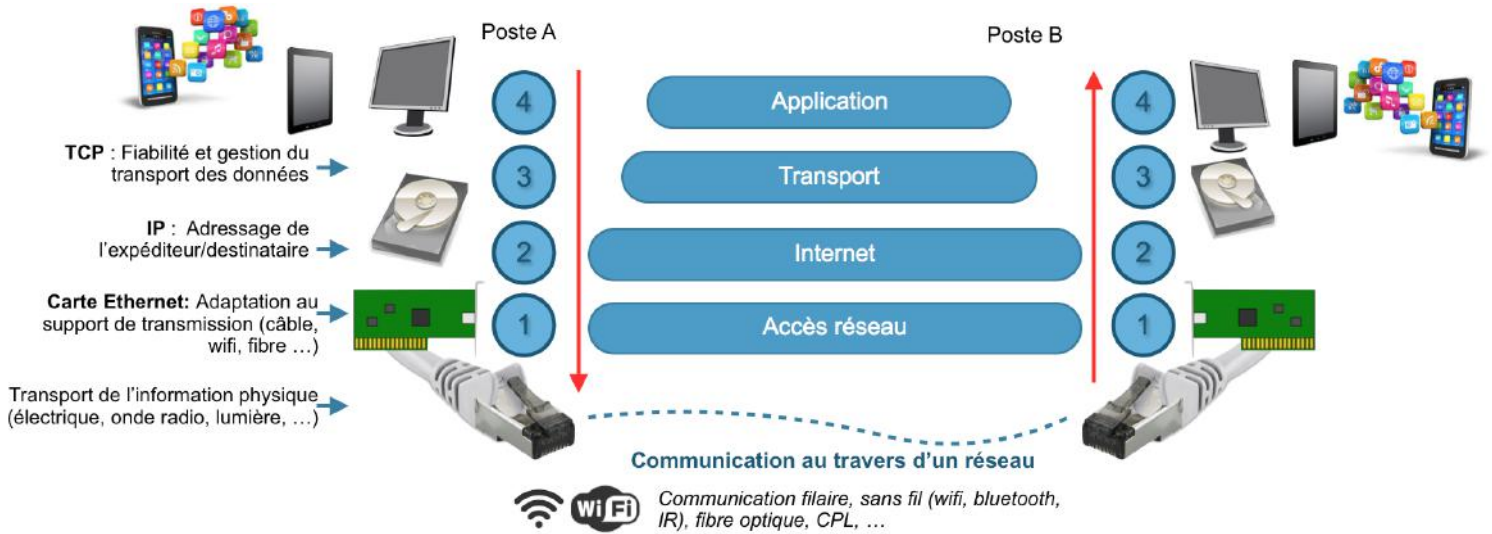 Poste A
Poste B
4
Application
4
TCP : Fiabilité et gestion du
transport des données
3
Transport
3
IP : Adressage de
l'expéditeur/destinataire
2
Internet
2
Carte Ethernet: Adaptation au
support de transmission (câble,
wifi, fibre …)
1
Accès réseau
1
Transport de l'information physique
(électrique, onde radio, lumière, …)
Communication au travers d'un réseau
Wi Fi
Communication filaire, sans fil (wifi, bluetooth,
IR), fibre optique, CPL, …